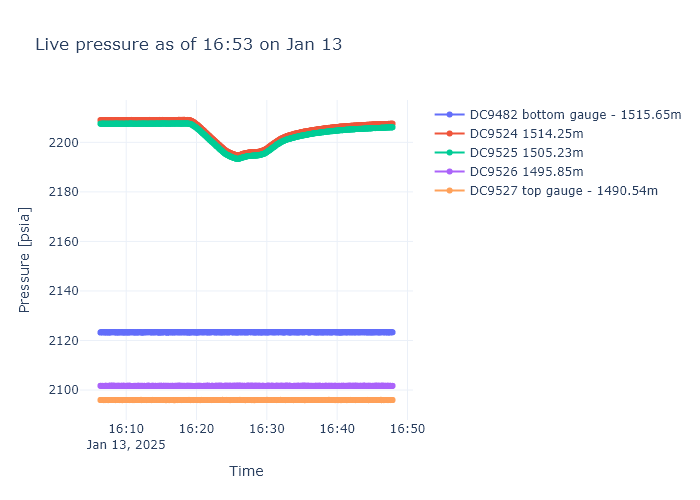 Live pressure as of 16:53 on Jan 13
DC9482 bottom gauge - 1515.65m
DC9524 1514.25m
DC9525 1505.23m
DC9526 1495.85m
DC9527 top gauge - 1490.54m
Pressure [psia]
2200
2180
2160
2140
2120
2100
16:10
16:20
16:30
16:40
16:50
Jan 13, 2025
Time